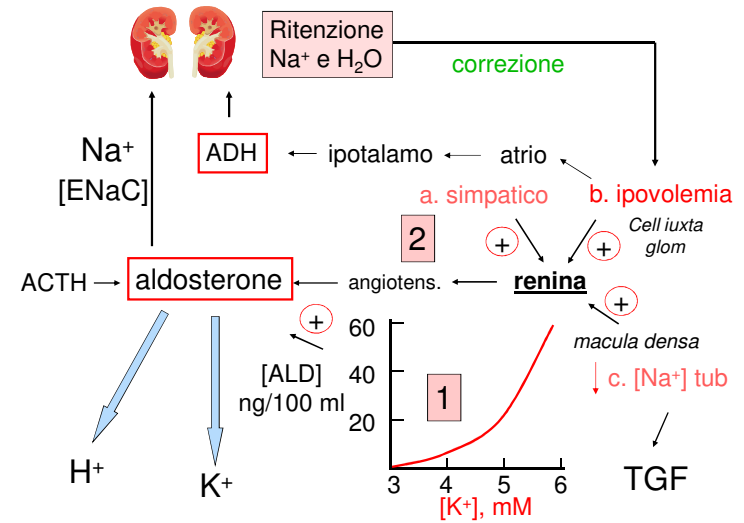 Ritenzione
Na⁺ e H₂O
correzione
Na⁺
[ENaC]
ADH
ipotalamo
atrio
a. simpatico
b. ipovolemia
Cell iuxta
glom
2
+
+
ACTH
aldosterone
angiotens.
renina
+
+
macula densa
c. [Na⁺] tub
[ALD]
ng/100 ml
60
40
20
1
3
4
5
6
[K⁺], mM
H⁺
K⁺
TGF